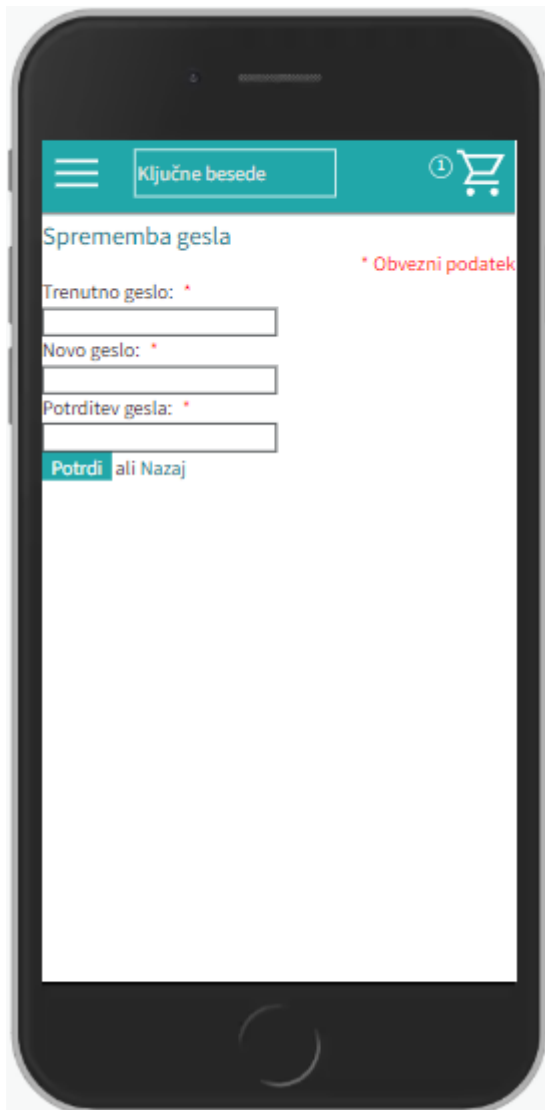 Ključne besede
1
Sprememba gesla
* Obvezni podatek
Trenutno geslo: *
Novo geslo: *
Potrditev gesla: *
Potrdi ali Nazaj